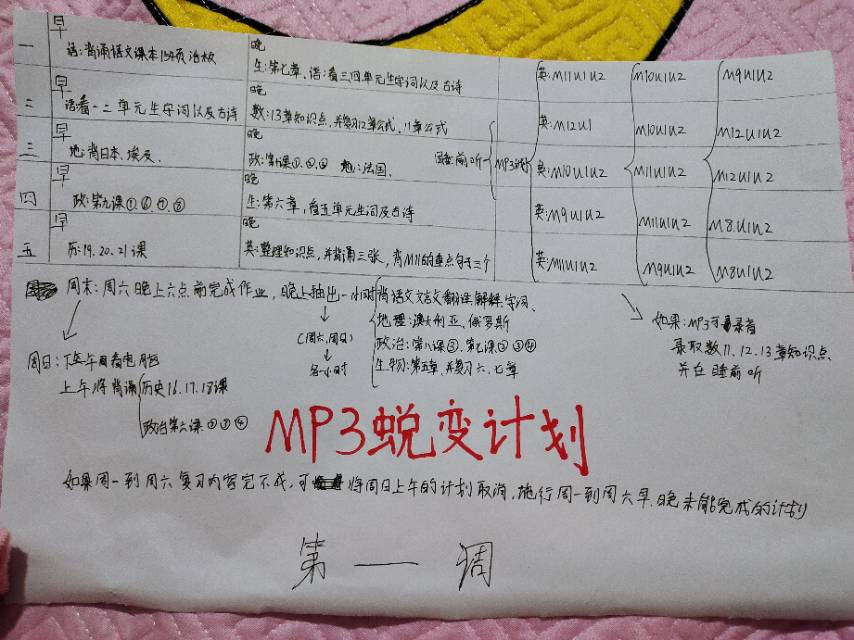 一 早 语:背诵语文课本154页治杖 晚 生:第七章、语:看三四单元生字词以及古诗 英:M11U1U2 M10U1U2 M9U1U2
二 早 语看一二单元生字词以及古诗 晚 数:13章知识点,并复习12章公式、11章公式 英:M12U1 M10U1U2 M12U1U2
三 早 地:背日本、埃及、 晚 政:第课①、②、③ 地:法国、 睡前听 MP3计划 英:M10U1U2 M11U1U2 M12U1U2
四 早 政:第九课①、⑥、⑦、⑧ 晚 生:第六章,看五单元生词及古诗 英:M9U1U2 M11U1U2 M8.U1U2
五 早 历:19、20、21课 晚 英:整理知识点,并背诵三张,背M11的重点句子三个 英:M11U1U2 M9U1U2 M8U1U2
周末:周六晚上六点前完成作业,晚上抽出一小时
(周六、周日)
各一小时
背语文文言文翻译、解释、字词、
地理:澳大利亚、俄罗斯
政治:第八课③、第七课②③④
生物:第五章、并复习六、七章
如果:MP3可录音
录取数11、12、13章知识点
并在睡前听
周日:下午看电脑
上午将背诵 历史16、17、18课
政治第六课②③④
MP3蜕变计划
如果周一到周六复习内容完不成,可将周日上午的计划取消,施行周一到周六早、晚未能完成的计划
第一调